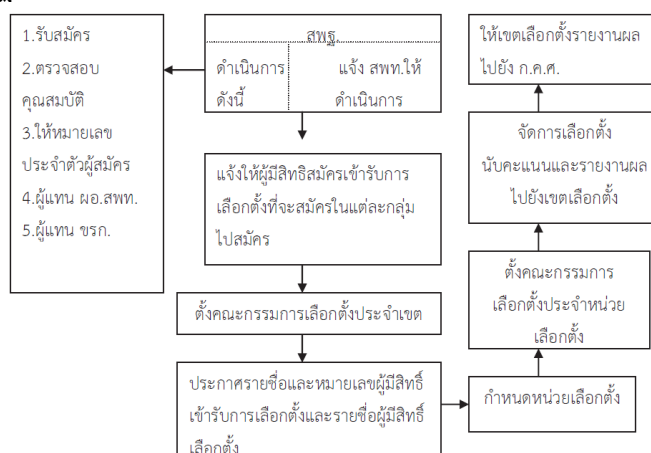 1.รับสมัคร
2.ตรวจสอบ
คุณสมบัติ
3.ให้หมายเลข
ประจำตัวผู้สมัคร
4.ผู้แทน ผอ.สพท.
5.ผู้แทน ขรก.
สพฐ.
ดำเนินการ
ดังนี้
แจ้ง สพท.ให้
ดำเนินการ
แจ้งให้ผู้มีสิทธิสมัครเข้ารับการ
เลือกตั้งที่จะสมัครในแต่ละกลุ่ม
ไปสมัคร
ตั้งคณะกรรมการเลือกตั้งประจำเขต
ประกาศรายชื่อและหมายเลขผู้มีสิทธิ์
เข้ารับการเลือกตั้งและรายชื่อผู้มีสิทธิ์
เลือกตั้ง
กำหนดหน่วยเลือกตั้ง
ตั้งคณะกรรมการ
เลือกตั้งประจำหน่วย
เลือกตั้ง
จัดการเลือกตั้ง
นับคะแนนและรายงานผล
ไปยังเขตเลือกตั้ง
ให้เขตเลือกตั้งรายงานผล
ไปยัง ก.ค.ศ.